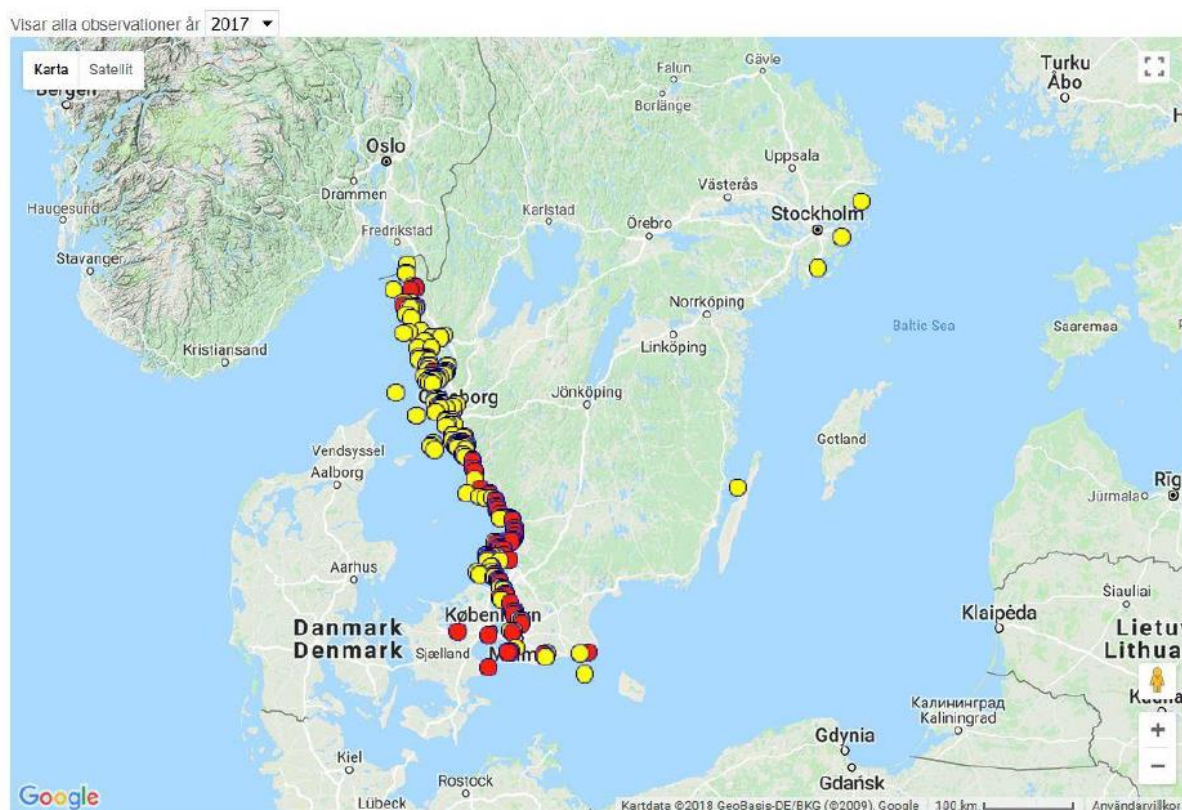 Visar alla observationer år 2017
Karta Satellit
Bergen
Falun
Gävle
Borlänge
Turku
Åbo
Oslo
Uppsala
Drammen
Västerås
Haugesund
Karlstad
Örebro
Stockholm
Fredrikstad
Stavanger
Norrköping
Baltic Sea
Saaremaa
Linköping
Kristiansand
Jönköping
Gotland
Vendsyssel
Aalborg
Jūrmala
Aarhus
Šiauliai
København
Klaipėda
Danmark
Denmark
Sjælland
Калининград
Kaliningrad
Gdynia
Kiel
Gdańsk
Rostock
Lübeck
Google
Kartdata ©2018 GeoBasis-DE/BKG (©2009), Google 100 km